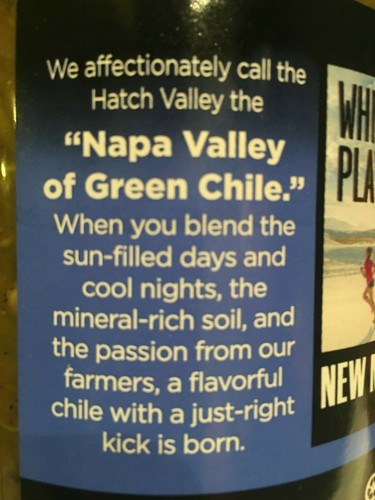 We affectionately call the
Hatch Valley the
“Napa Valley
of Green Chile.”
When you blend the
sun-filled days and
cool nights, the
mineral-rich soil, and
the passion from our
farmers, a flavorful
chile with a just-right
kick is born.
WHI
PLA
NEW